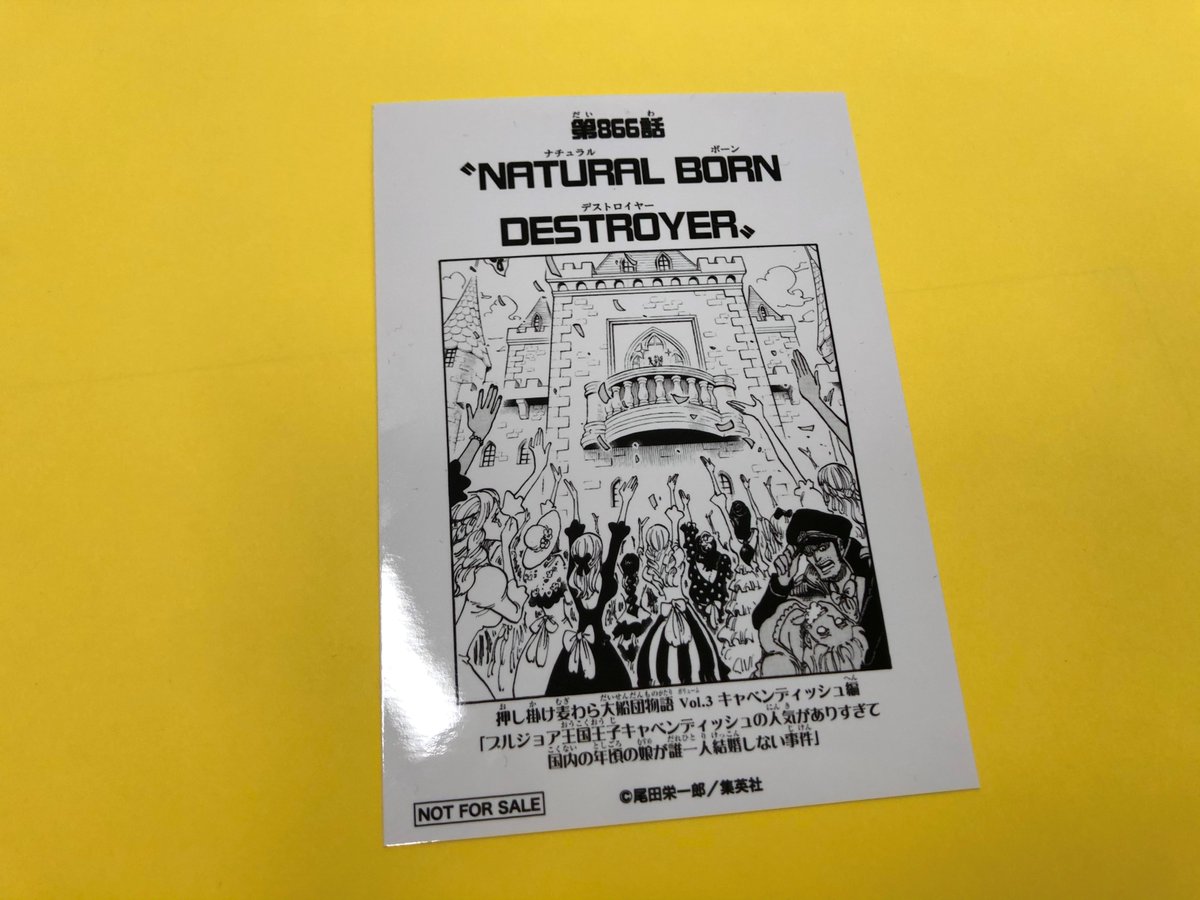 第866話
〝NATURAL BORN
DESTROYER〟
押し掛け麦わら大船団物語 Vol.3 キャベンディッシュ編
「ブルジョア王国王子キャベンディッシュの人気がありすぎて
国内の年頃の娘が誰一人結婚しない事件」
©尾田栄一郎／集英社
NOT FOR SALE